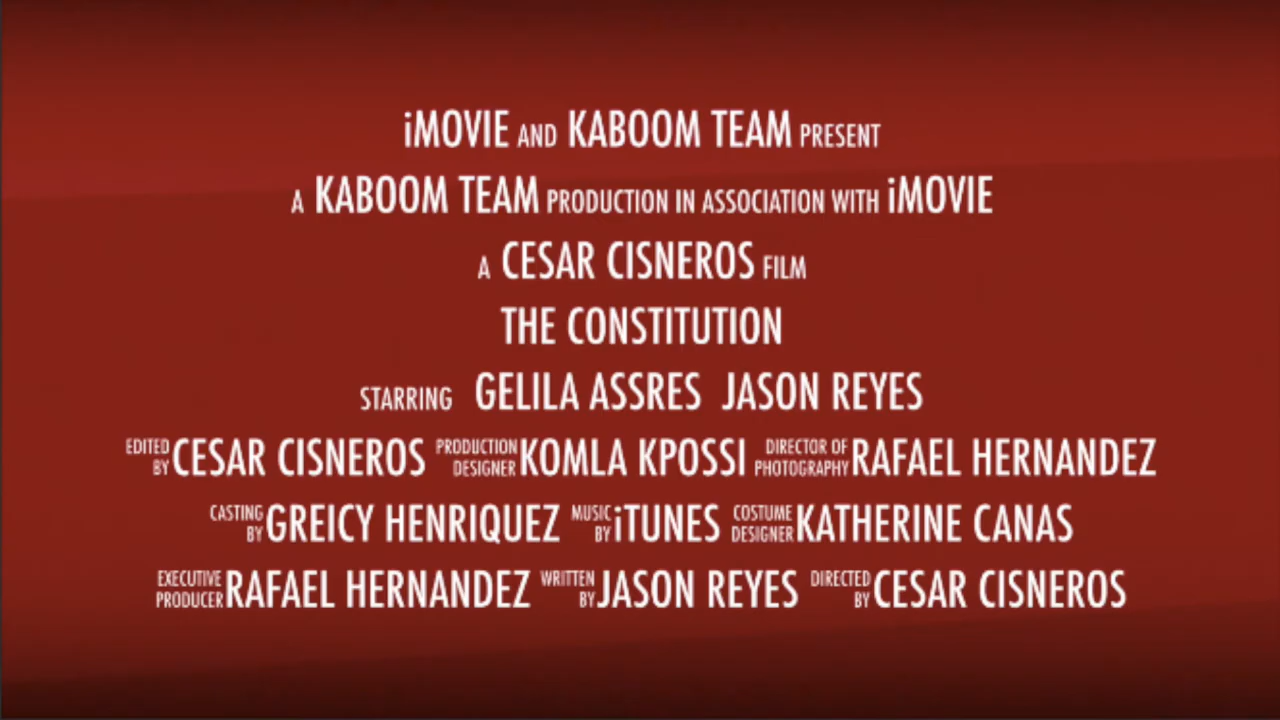 iMOVIE AND KABOOM TEAM PRESENT
A KABOOM TEAM PRODUCTION IN ASSOCIATION WITH iMOVIE
A CESAR CISNEROS FILM
THE CONSTITUTION
STARRING GELILA ASSRES JASON REYES
EDITED BY CESAR CISNEROS PRODUCTION DESIGNER KOMLA KPOSSI DIRECTOR OF PHOTOGRAPHY RAFAEL HERNANDEZ
CASTING BY GREICY HENRIQUEZ MUSIC BY iTUNES COSTUME DESIGNER KATHERINE CANAS
EXECUTIVE PRODUCER RAFAEL HERNANDEZ WRITTEN BY JASON REYES DIRECTED BY CESAR CISNEROS